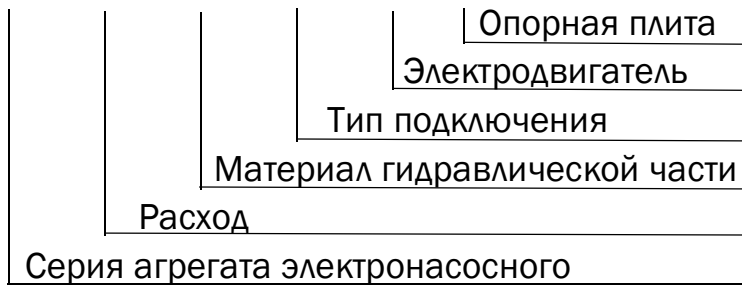 Опорная плита
Электродвигатель
Тип подключения
Материал гидравлической части
Расход
Серия агрегата электронасосного